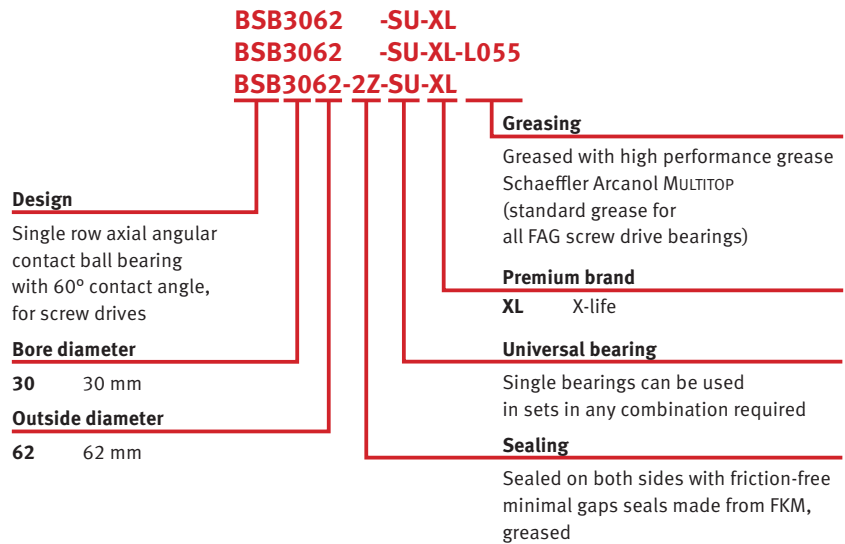 BSB3062 -SU-XL
BSB3062 -SU-XL-L055
BSB3062-2Z-SU-XL
Design
Single row axial angular
contact ball bearing
with 60° contact angle,
for screw drives
Bore diameter
30 30 mm
Outside diameter
62 62 mm
Greasing
Greased with high performance grease
Schaeffler Arcanol MULTITOP
(standard grease for
all FAG screw drive bearings)
Premium brand
XL X-life
Universal bearing
Single bearings can be used
in sets in any combination required
Sealing
Sealed on both sides with friction-free
minimal gaps seals made from FKM,
greased